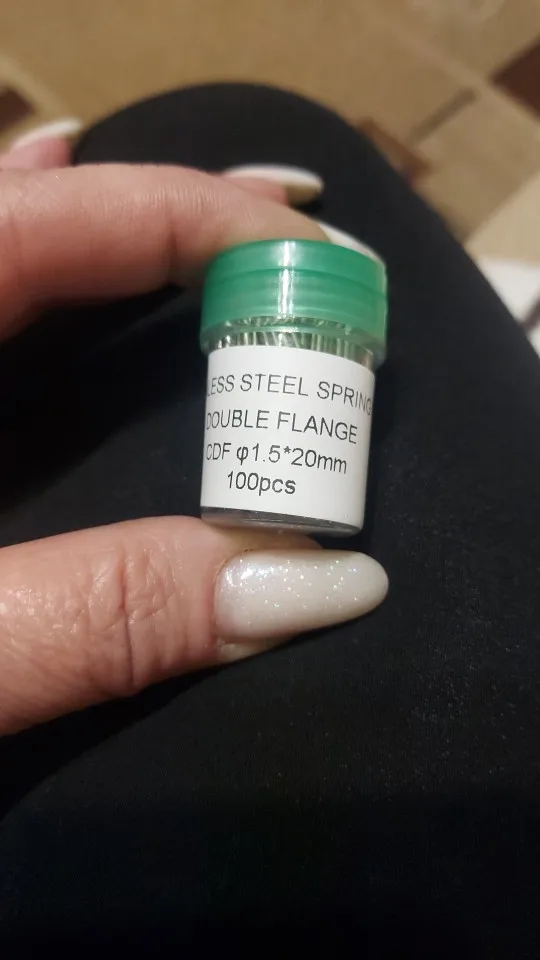 LESS STEEL SPRING
DOUBLE FLANGE
CDF φ1.5*20mm
100pcs